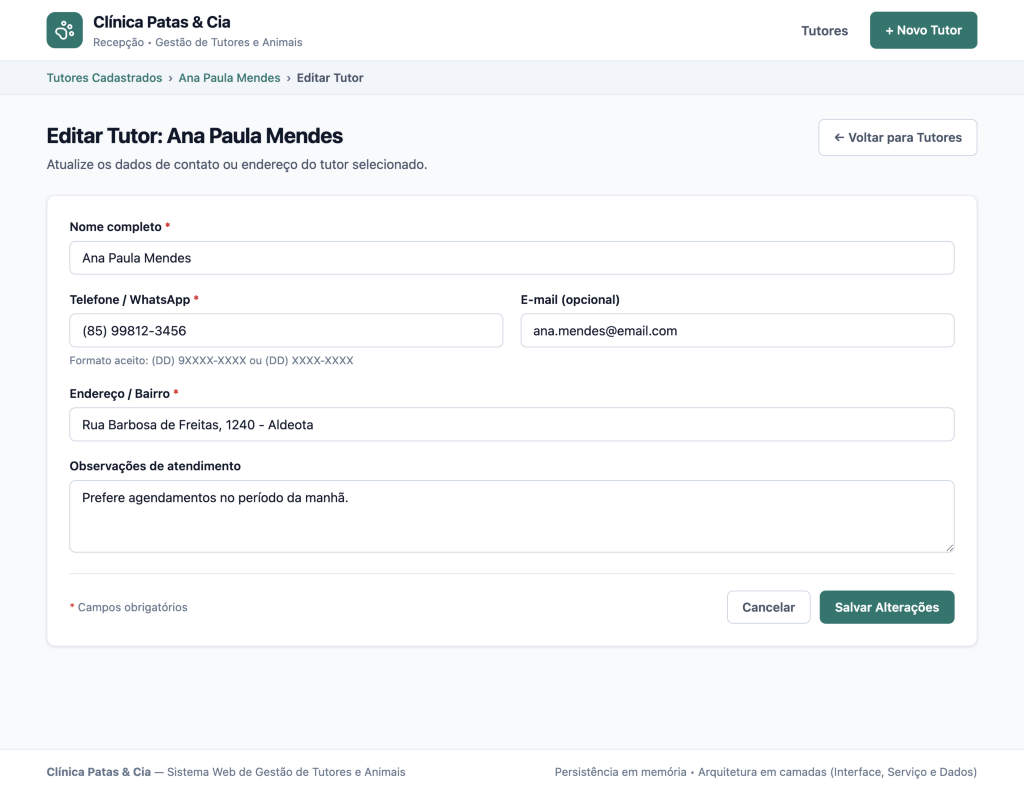 Clínica Patas & Cia
Recepção • Gestão de Tutores e Animais
Tutores
+ Novo Tutor
Tutores Cadastrados › Ana Paula Mendes › Editar Tutor
Editar Tutor: Ana Paula Mendes
← Voltar para Tutores
Atualize os dados de contato ou endereço do tutor selecionado.
Nome completo *
Ana Paula Mendes
Telefone / WhatsApp *
E-mail (opcional)
(85) 99812-3456
ana.mendes@email.com
Formato aceito: (DD) 9XXXX-XXXX ou (DD) XXXX-XXXX
Endereço / Bairro *
Rua Barbosa de Freitas, 1240 - Aldeota
Observações de atendimento
Prefere agendamentos no período da manhã.
* Campos obrigatórios
Cancelar
Salvar Alterações
Clínica Patas & Cia — Sistema Web de Gestão de Tutores e Animais
Persistência em memória • Arquitetura em camadas (Interface, Serviço e Dados)